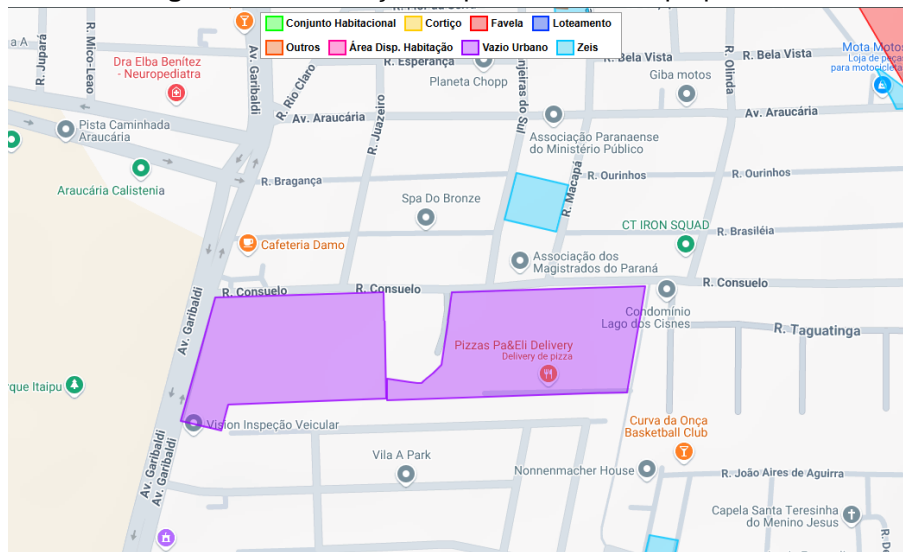 Conjunto Habitacional
Cortiço
Favela
Loteamento
Outros
Área Disp. Habitação
Vazio Urbano
Zeis
R. Jupará
R. Mico-Leao
Av. Garibaldi
R. Rio Claro
R. Esperança
R. Bela Vista
R. Olinda
R. Bela Vista
Mota Motos
Loja de peças
para motocicleta
Dra Elba Benítez
- Neuropediatra
Planeta Chopp
Giba motos
R. Juazeiro
Av. Araucária
Av. Araucária
Pista Caminhada
Araucária
Associação Paranaense
do Ministério Público
Araucária Calistenia
R. Bragança
R. Macapá
R. Ourinhos
R. Ourinhos
Spa Do Bronze
CT IRON SQUAD
R. Brasiléia
Cafeteria Damo
Associação dos
Magistrados do Paraná
R. Consuelo
R. Consuelo
R. Consuelo
Av. Garibaldi
Condomínio
Lago dos Cisnes
R. Taguatinga
Pizzas Pa&Eli Delivery
Delivery de pizza
rque Itaipu
Vision Inspeção Veicular
Curva da Onça
Basketball Club
Vila A Park
Nonnenmacher House
R. João Aires de Aguirra
Av. Garibaldi
Av. Garibaldi
Capela Santa Teresinha
do Menino Jesus